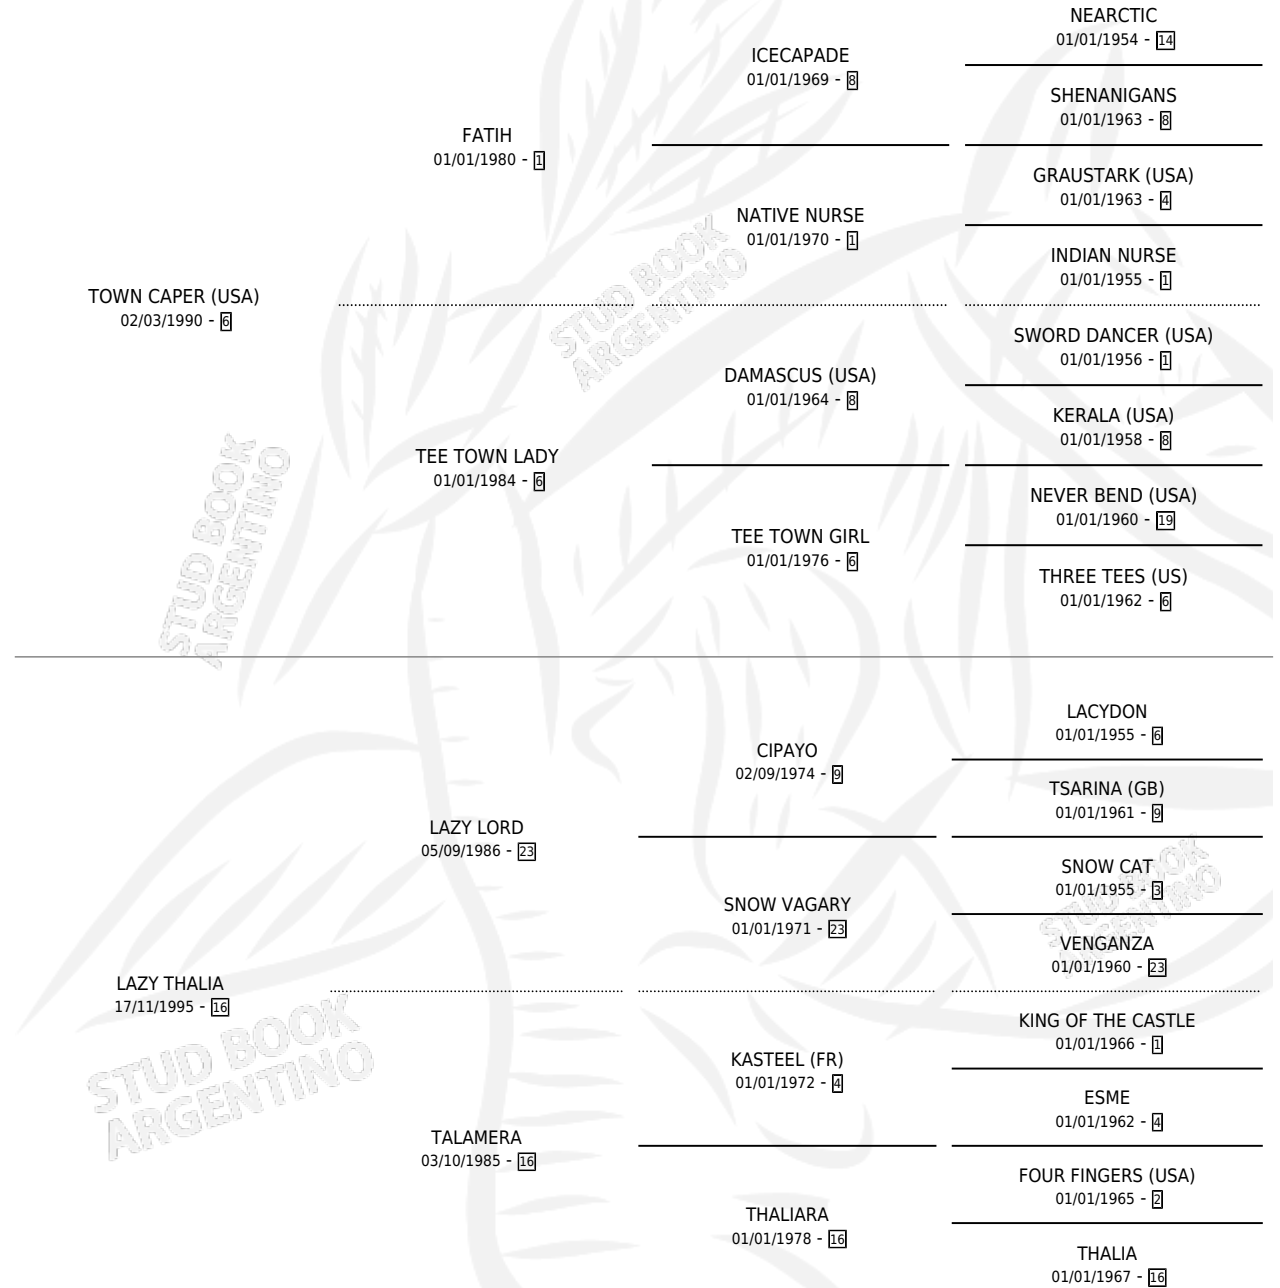 NEARCTIC
01/01/1954 - 14
ICECAPADE
01/01/1969 - 8
SHENANIGANS
01/01/1963 - 8
FATIH
01/01/1980 - 1
GRAUSTARK (USA)
01/01/1963 - 4
NATIVE NURSE
01/01/1970 - 1
INDIAN NURSE
01/01/1955 - 1
TOWN CAPER (USA)
02/03/1990 - 6
SWORD DANCER (USA)
01/01/1956 - 1
DAMASCUS (USA)
01/01/1964 - 8
KERALA (USA)
01/01/1958 - 8
TEE TOWN LADY
01/01/1984 - 6
NEVER BEND (USA)
01/01/1960 - 19
TEE TOWN GIRL
01/01/1976 - 6
THREE TEES (US)
01/01/1962 - 6
LACYDON
01/01/1955 - 6
CIPAYO
02/09/1974 - 9
TSARINA (GB)
01/01/1961 - 9
LAZY LORD
05/09/1986 - 23
SNOW CAT
01/01/1955 - 3
SNOW VAGARY
01/01/1971 - 23
VENGANZA
01/01/1960 - 23
LAZY THALIA
17/11/1995 - 16
KING OF THE CASTLE
01/01/1966 - 1
KASTEEL (FR)
01/01/1972 - 4
ESME
01/01/1962 - 4
TALAMERA
03/10/1985 - 16
FOUR FINGERS (USA)
01/01/1965 - 2
THALIARA
01/01/1978 - 16
THALIA
01/01/1967 - 16
STUD BOOK
ARGENTINO
STUD BOOK
ARGENTINO
STUD BOOK
ARGENTINO
STUD BOOK
ARGENTINO